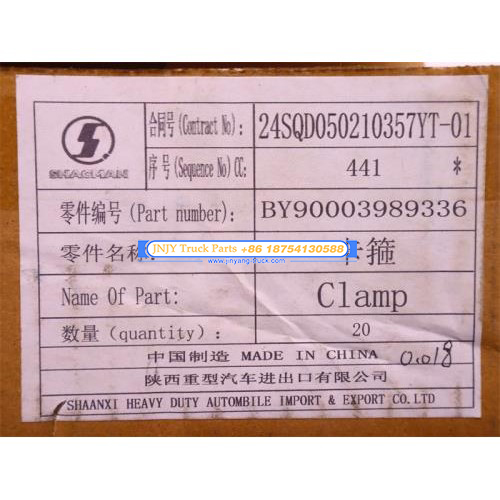 合同号(Contract No): 24SQD050210357YT-01
SHACMAN
序号(Sequence No)CC: 441 *
零件编号(Part number): BY90003989336
零件名称: 卡箍
JNJY Truck Parts +86 18754130588
www.jinyang-truck.com
Name Of Part: Clamp
数量(quantity): 20
中国制造 MADE IN CHINA 0.018
陕西重型汽车进出口有限公司
SHAANXI HEAVY DUTY AUTOMBILE IMPORT & EXPORT CO.LTD